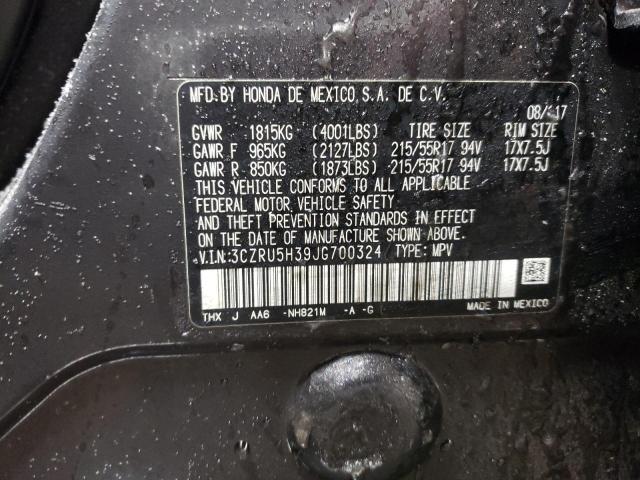 MFD.BY HONDA DE MEXICO S.A. DE C.V.
08/17
GVWR 1815KG (4001LBS) TIRE SIZE RIM SIZE
GAWR F 965KG (2127LBS) 215/55R17 94V 17X7.5J
GAWR R 850KG (1873LBS) 215/55R17 94V 17X7.5J
THIS VEHICLE CONFORMS TO ALL APPLICABLE
FEDERAL MOTOR VEHICLE SAFETY
AND THEFT PREVENTION STANDARDS IN EFFECT
ON THE DATE OF MANUFACTURE SHOWN ABOVE.
V.I.N:3CZRU5H39JG700324 TYPE: MPV
THX J AA6 -NH821M -A -G MADE IN MEXICO